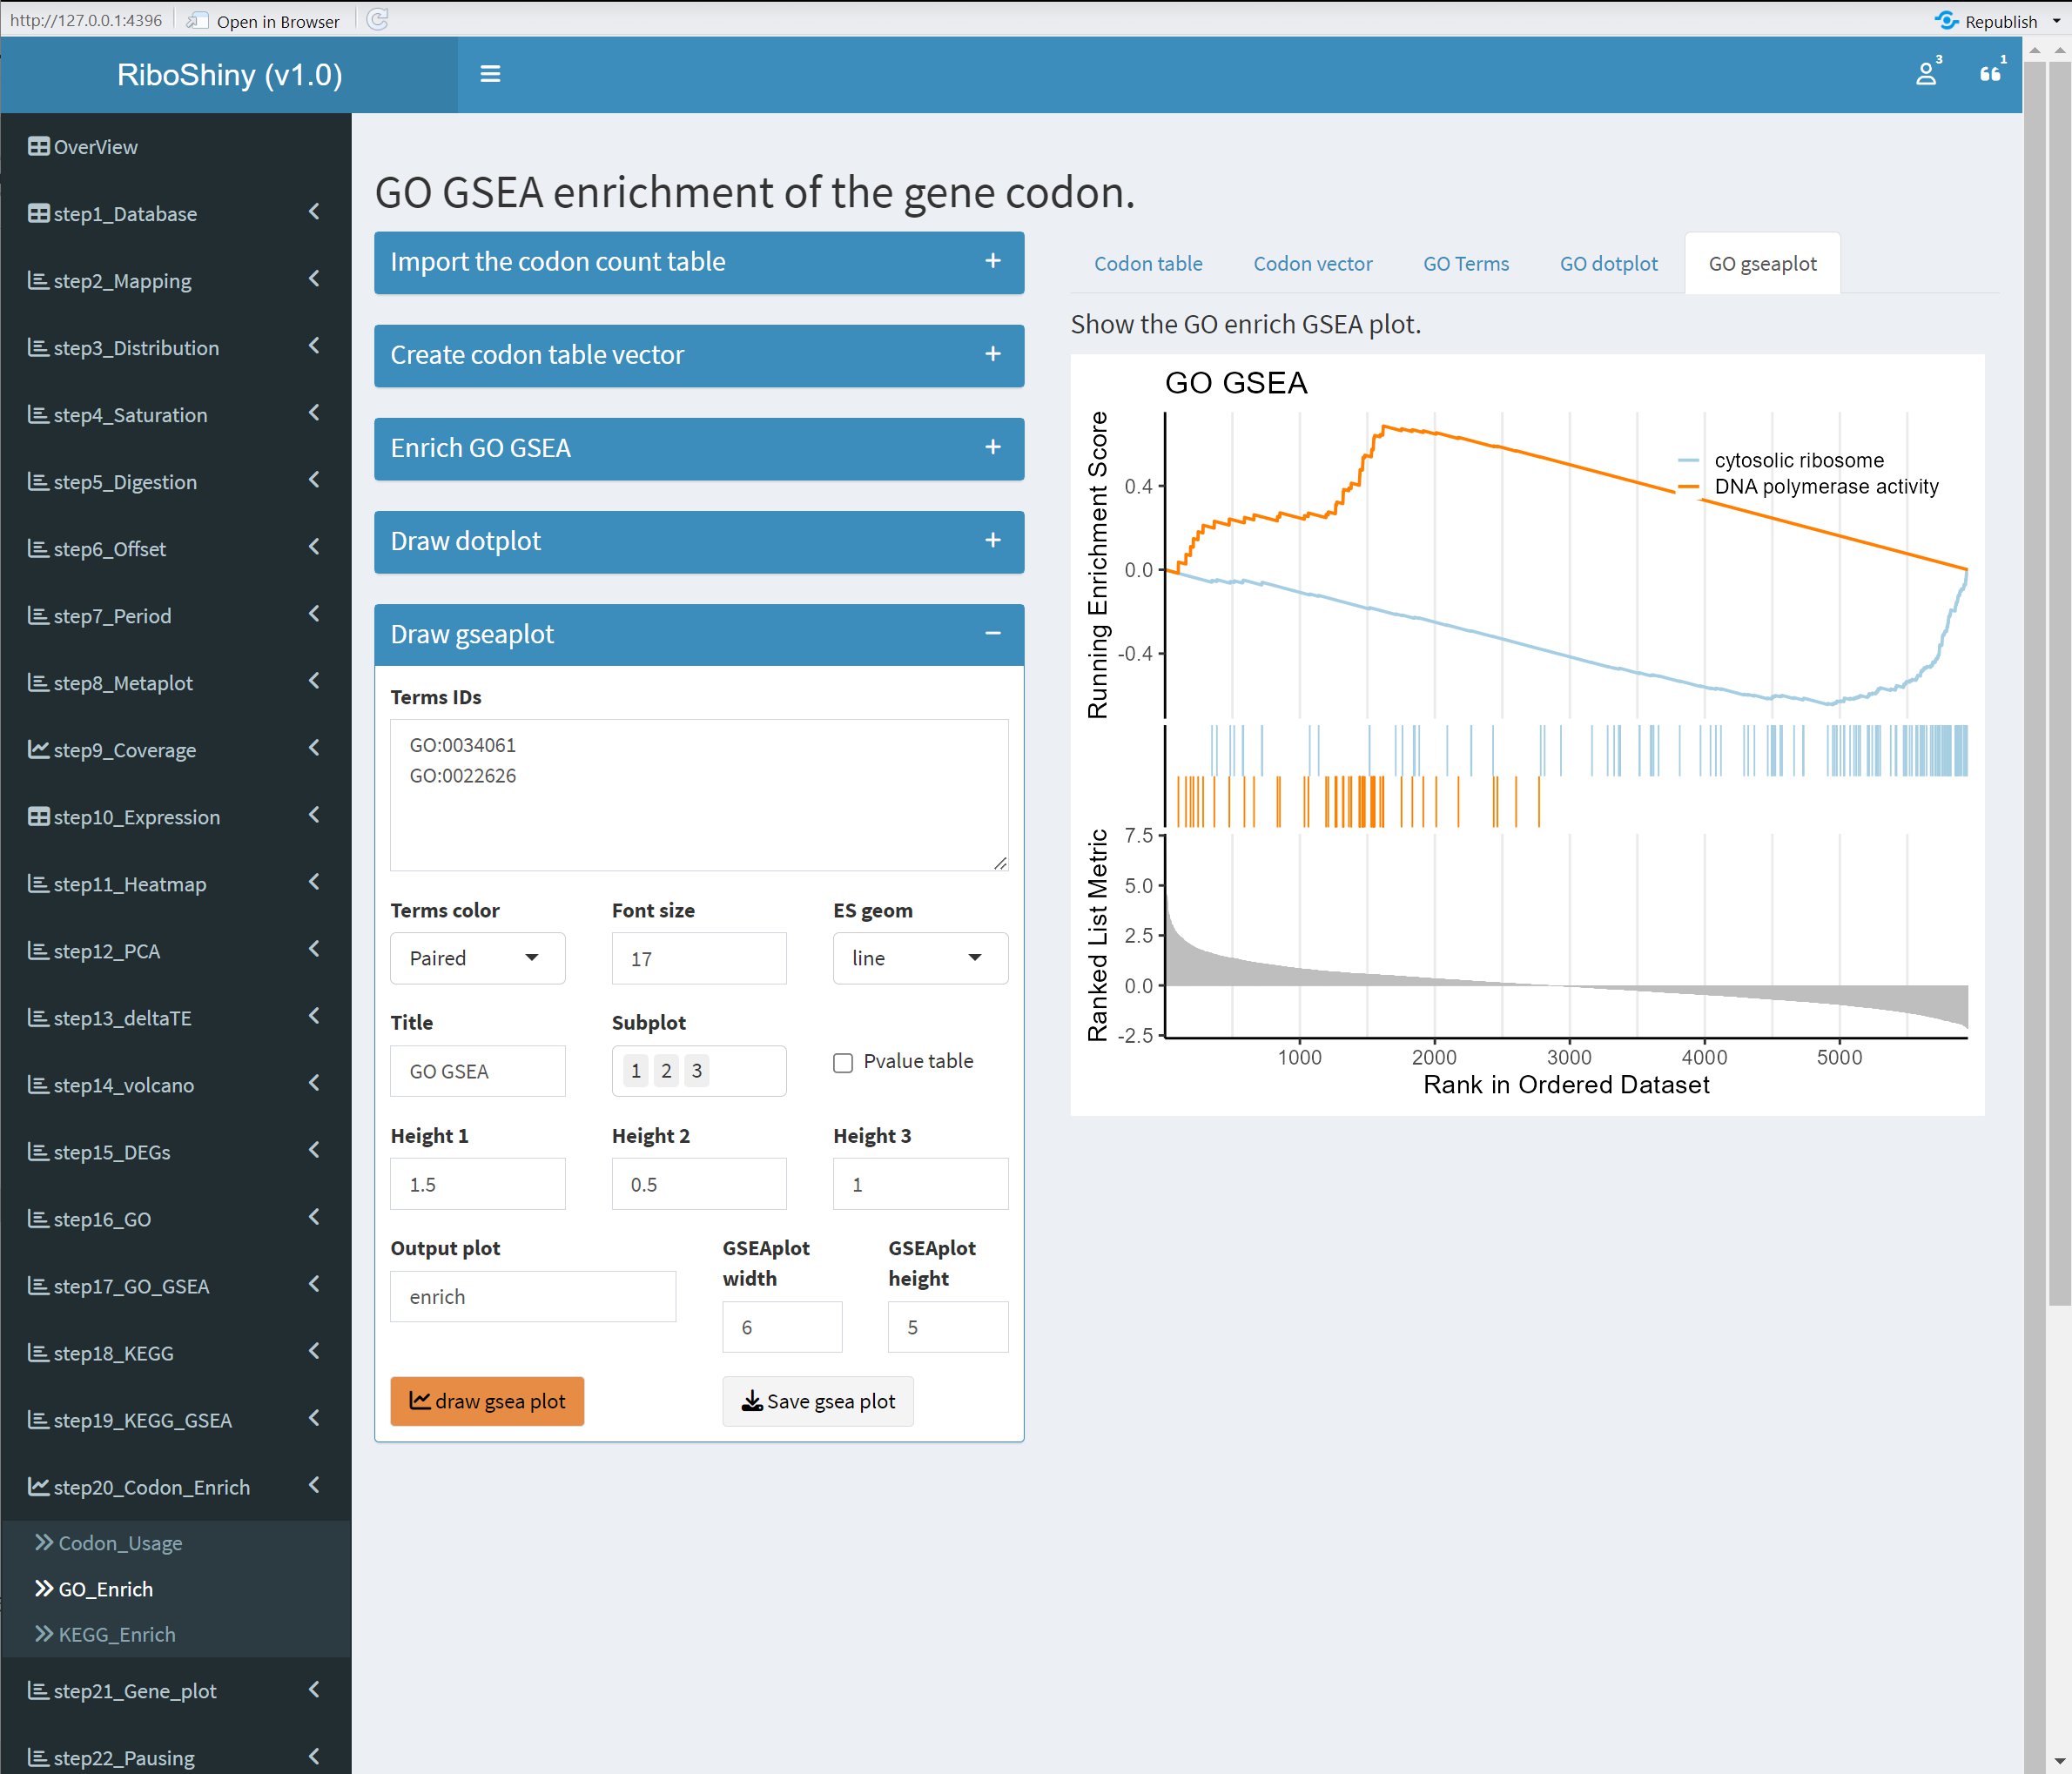 http://127.0.0.1:4396 Open in Browser Republish
RiboShiny (v1.0) 3 1
OverView
step1_Database
step2_Mapping
step3_Distribution
step4_Saturation
step5_Digestion
step6_Offset
step7_Period
step8_Metaplot
step9_Coverage
step10_Expression
step11_Heatmap
step12_PCA
step13_deltaTE
step14_volcano
step15_DEGs
step16_GO
step17_GO_GSEA
step18_KEGG
step19_KEGG_GSEA
step20_Codon_Enrich
Codon_Usage
GO_Enrich
KEGG_Enrich
step21_Gene_plot
step22_Pausing
GO GSEA enrichment of the gene codon.
Import the codon count table
Create codon table vector
Enrich GO GSEA
Draw dotplot
Draw gseaplot
Terms IDs
GO:0034061
GO:0022626
Terms color Font size ES geom
Paired 17 line
Title Subplot
GO GSEA 1 2 3 Pvalue table
Height 1 Height 2 Height 3
1.5 0.5 1
Output plot GSEAplot width GSEAplot height
enrich 6 5
draw gsea plot Save gsea plot
Codon table Codon vector GO Terms GO dotplot GO gseaplot
Show the GO enrich GSEA plot.
GO GSEA
Running Enrichment Score
0.4
0.0
-0.4
cytosolic ribosome
DNA polymerase activity
Ranked List Metric
7.5
5.0
2.5
0.0
-2.5
1000 2000 3000 4000 5000
Rank in Ordered Dataset